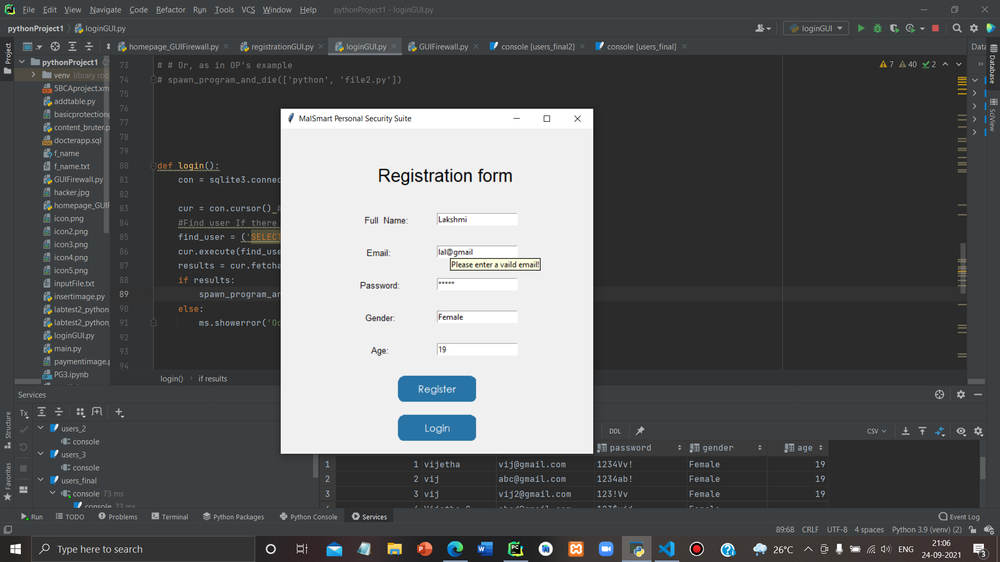 File Edit View Navigate Code Refactor Run Tools VCS Window Help pythonProject1 - loginGUI.py
pythonProject1 loginGUI.py loginGUI
Project homepage_GUIFirewall.py registrationGUI.py loginGUI.py GUIFirewall.py console [users_final2] console [users_final] Data
pythonProject1
venv library roo
5BCAproject.xm
addtable.py
basicprotection
content_bruter.p
docterapp.sql
f_name
f_name.txt
GUIFirewall.py
hacker.jpg
homepage_GUIF
icon.png
icon2.png
icon3.png
icon4.png
icon5.png
inputFile.txt
insertimage.py
labtest2_python
labtest2_python_
loginGUI.py
main.py
paymentimage.p
PG3.ipynb
73 # # Or, as in OP's example
74 # spawn_program_and_die(['python', 'file2.py'])
75
76
77
78
79
80 def login():
81 con = sqlite3.connec
82
83 cur = con.cursor() #
84 #Find user If there
85 find_user = ('SELECT
86 cur.execute(find_use
87 results = cur.fetcha
88 if results:
89 spawn_program_an
90 else:
91 ms.showerror('Oo
92
93
94
7 40 2
Database
SciView
login() if results
MalSmart Personal Security Suite
Registration form
Full Name: Lakshmi
Email: lal@gmail
Please enter a vaild email!
Password: *****
Gender: Female
Age: 19
Register
Login
Services
Tx
Structure
Favorites
users_2
console
users_3
console
users_final
console 73 ms
console 73 ms
DDL CSV
password gender age
1 1 vijetha vij@gmail.com 1234Vv! Female 19
2 2 vij abc@gmail.com 1234ab! Female 19
3 3 vij vij2@gmail.com 123!Vv Female 19
Run TODO Problems Terminal Python Packages Python Console Services Event Log
89:68 CRLF UTF-8 4 spaces Python 3.9 (venv) (2)
Type here to search
26°C ENG
21:06
24-09-2021
3